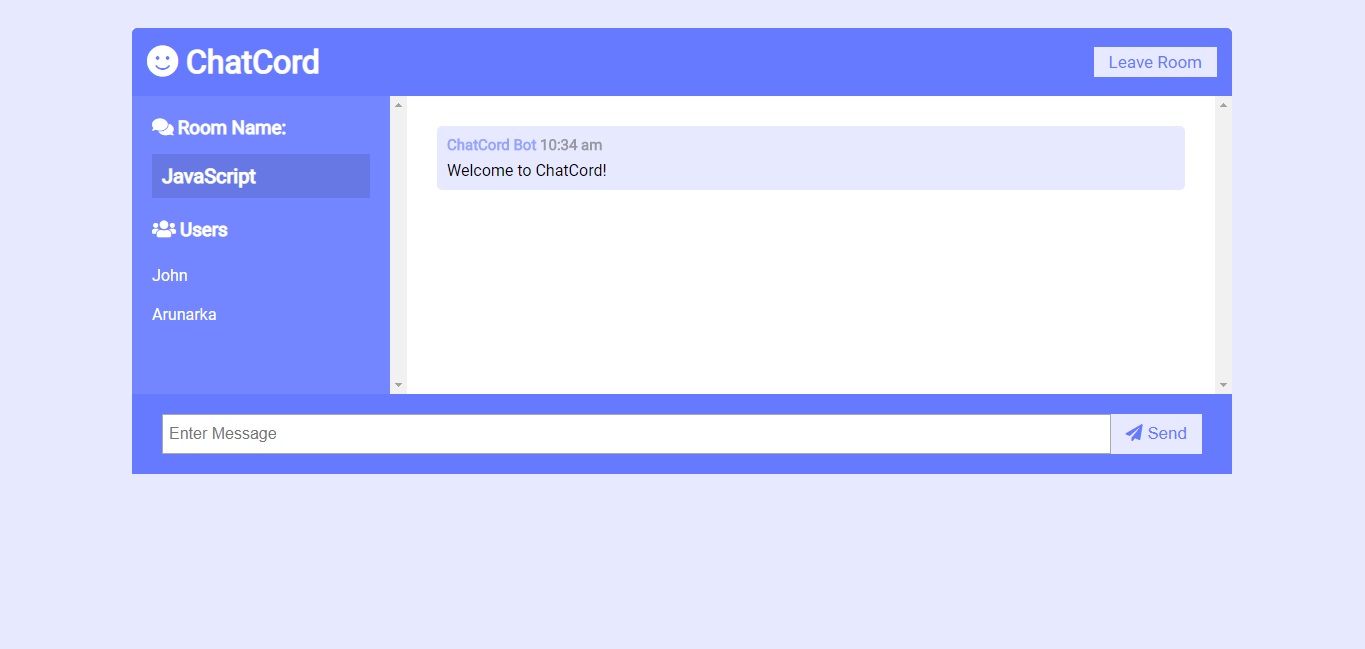 ChatCord
Leave Room
Room Name:
JavaScript
Users
John
Arunarka
ChatCord Bot 10:34 am
Welcome to ChatCord!
Enter Message
Send